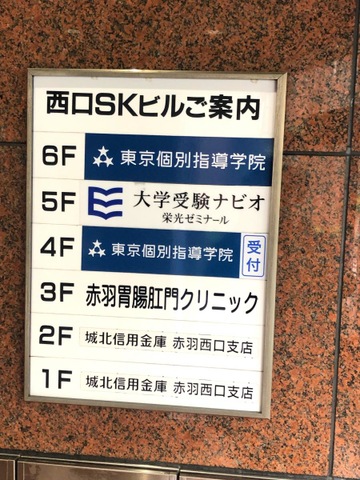 西口SKビルご案内
6F 東京個別指導学院
5F 大学受験ナビオ
栄光ゼミナール
4F 東京個別指導学院 受付
3F 赤羽胃腸肛門クリニック
2F 城北信用金庫 赤羽西口支店
1F 城北信用金庫 赤羽西口支店